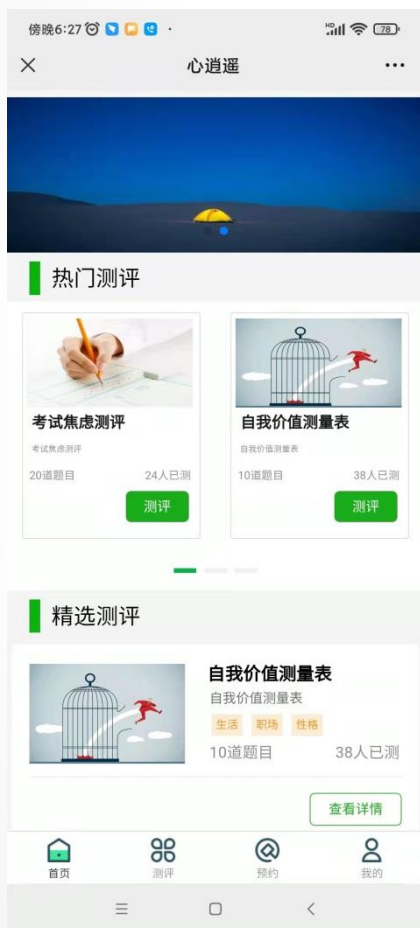 傍晚6:27
HD 78
心逍遥
热门测评
考试焦虑测评
自我价值测量表
考试焦虑测评
自我价值测量表
20道题目 24人已测
10道题目 38人已测
测评
测评
精选测评
自我价值测量表
自我价值测量表
生活 职场 性格
10道题目 38人已测
查看详情
首页 测评 预约 我的